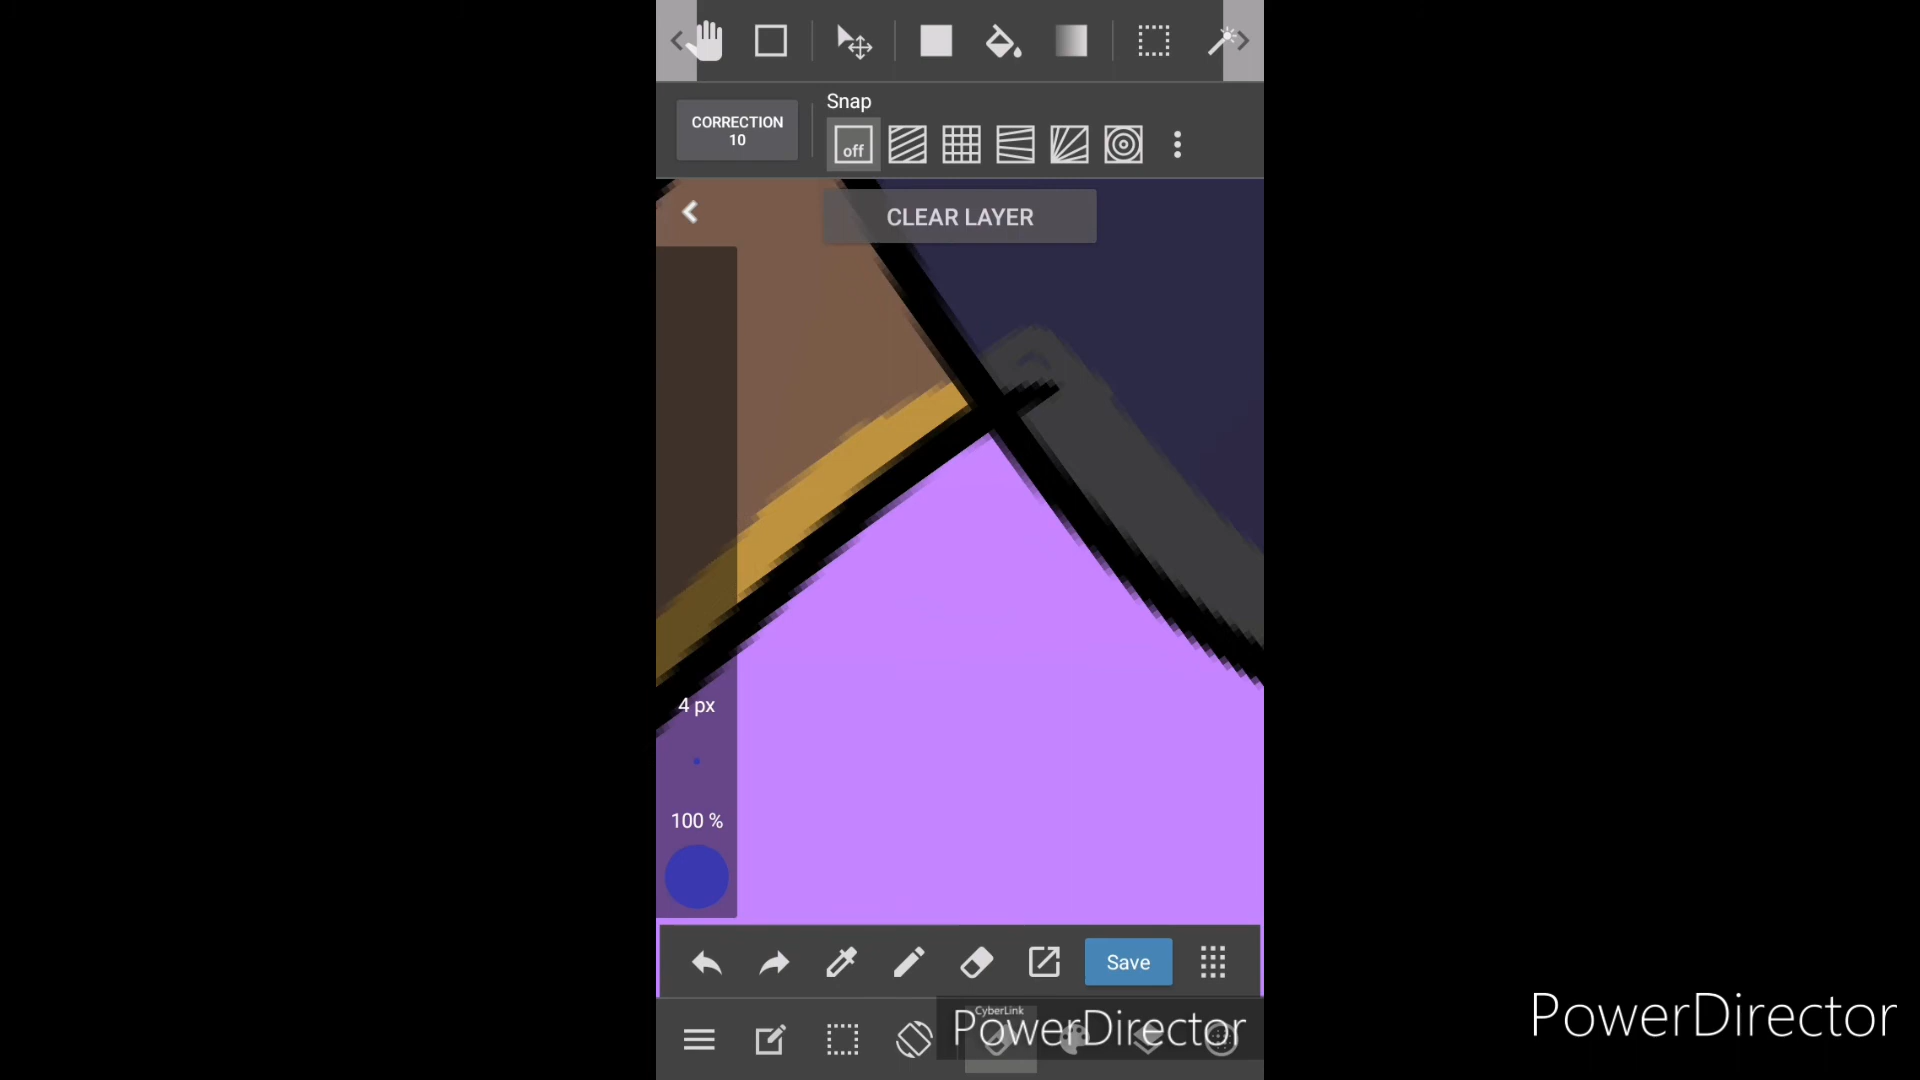 Snap
CORRECTION
10
off
CLEAR LAYER
4 px
100 %
Save
CyberLink
PowerDirector
PowerDirector